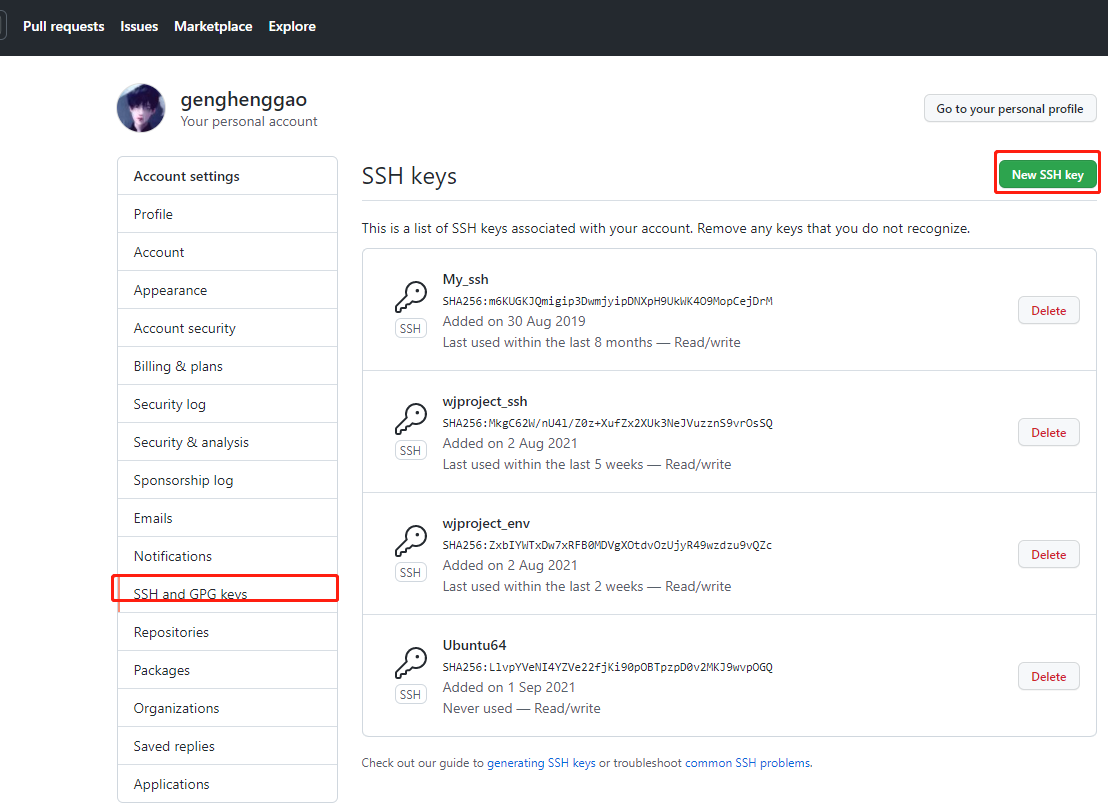 Pull requests Issues Marketplace Explore
genghenggao
Your personal account
Go to your personal profile
Account settings
Profile
Account
Appearance
Account security
Billing & plans
Security log
Security & analysis
Sponsorship log
Emails
Notifications
SSH and GPG keys
Repositories
Packages
Organizations
Saved replies
Applications
SSH keys
New SSH key
This is a list of SSH keys associated with your account. Remove any keys that you do not recognize.
My_ssh
SHA256:m6KUGKJQmigip3DwmjyipDNXpH9UkWK4O9MopCejDrM
Added on 30 Aug 2019
Last used within the last 8 months — Read/write
SSH
Delete
wjproject_ssh
SHA256:MkgC62W/nU4l/Z0z+XufZx2XUk3NeJVuzznS9vrOsSQ
Added on 2 Aug 2021
Last used within the last 5 weeks — Read/write
SSH
Delete
wjproject_env
SHA256:ZxbIYWTxDw7xRFB0MDVgXOtdvOzUjyR49wzdzu9vQZc
Added on 2 Aug 2021
Last used within the last 2 weeks — Read/write
SSH
Delete
Ubuntu64
SHA256:LlvpYVeNI4YZVe22fjKi90pOBTpzpD0v2MKJ9wvpOGQ
Added on 1 Sep 2021
Never used — Read/write
SSH
Delete
Check out our guide to generating SSH keys or troubleshoot common SSH problems.